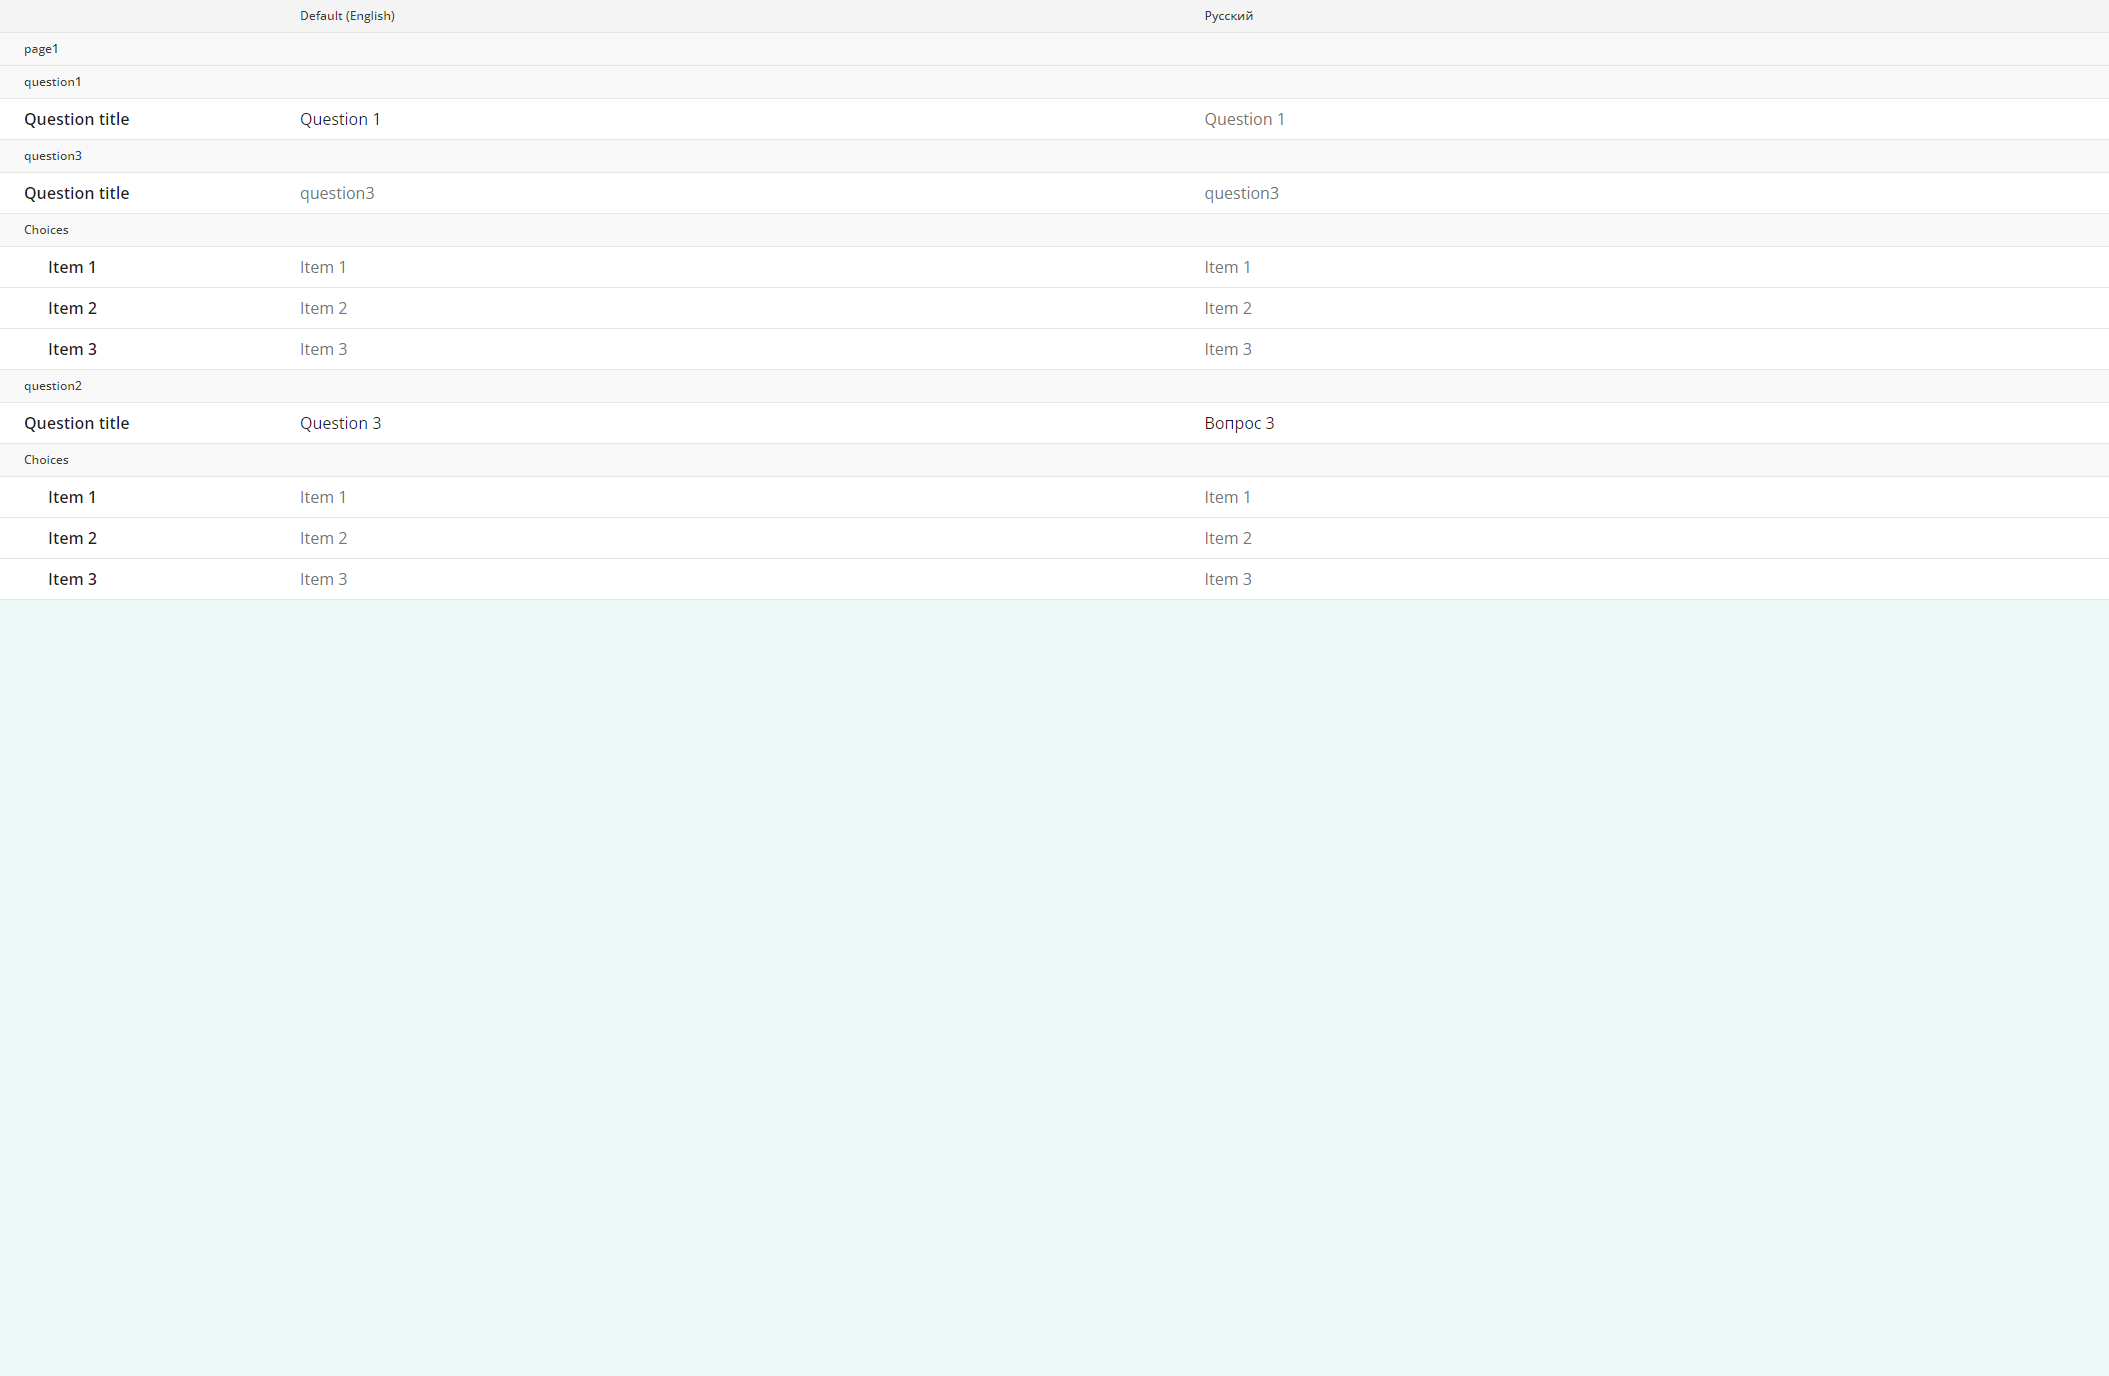 Default (English) Русский
page1
question1
Question title Question 1 Question 1
question3
Question title question3 question3
Choices
Item 1 Item 1 Item 1
Item 2 Item 2 Item 2
Item 3 Item 3 Item 3
question2
Question title Question 3 Вопрос 3
Choices
Item 1 Item 1 Item 1
Item 2 Item 2 Item 2
Item 3 Item 3 Item 3